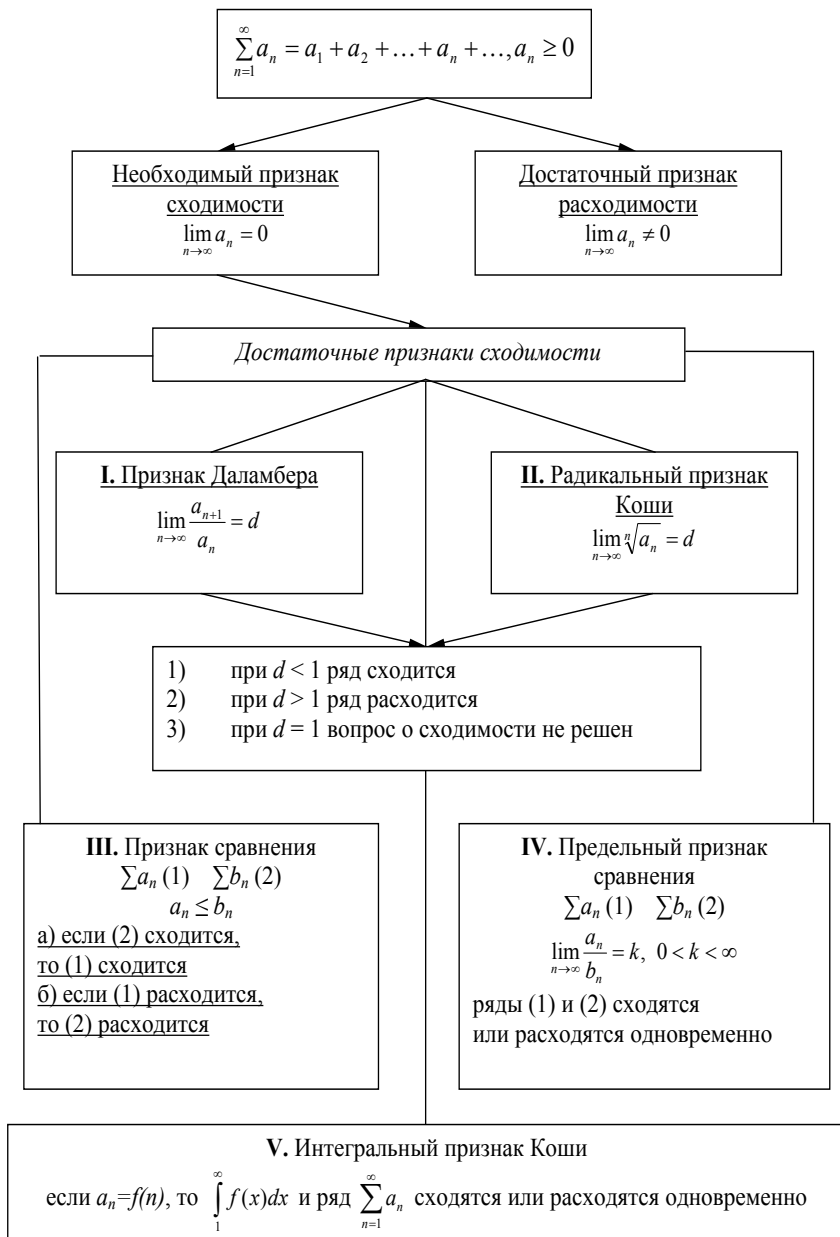 ∑_{n=1}^{∞} a_n = a_1 + a_2 + … + a_n + …, a_n ≥ 0
Необходимый признак
сходимости
lim_{n→∞} a_n = 0
Достаточный признак
расходимости
lim_{n→∞} a_n ≠ 0
Достаточные признаки сходимости
I. Признак Даламбера
lim_{n→∞} a_{n+1}/a_n = d
II. Радикальный признак
Коши
lim_{n→∞} ⁿ√a_n = d
1) при d < 1 ряд сходится
2) при d > 1 ряд расходится
3) при d = 1 вопрос о сходимости не решен
III. Признак сравнения
∑a_n (1) ∑b_n (2)
a_n ≤ b_n
а) если (2) сходится,
то (1) сходится
б) если (1) расходится,
то (2) расходится
IV. Предельный признак
сравнения
∑a_n (1) ∑b_n (2)
lim_{n→∞} a_n/b_n = k, 0 < k < ∞
ряды (1) и (2) сходятся
или расходятся одновременно
V. Интегральный признак Коши
если a_n=f(n), то ∫_1^∞ f(x)dx и ряд ∑_{n=1}^{∞} a_n сходятся или расходятся одновременно